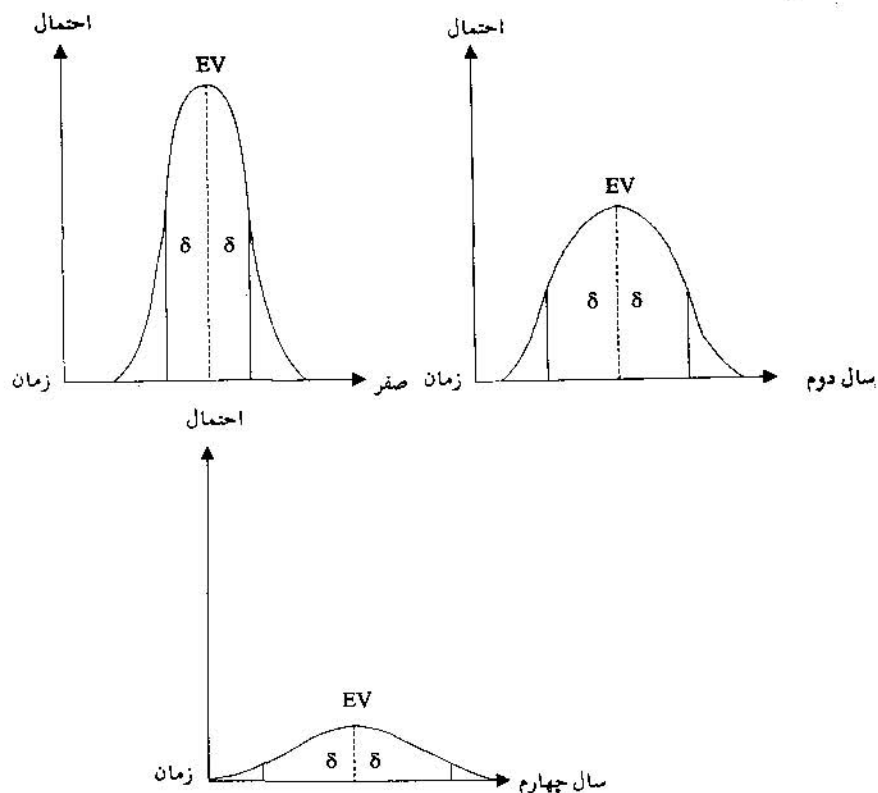 احتمال
EV
δ δ
زمان
صفر
احتمال
EV
δ δ
زمان
سال دوم
احتمال
EV
δ δ
زمان
سال چهارم